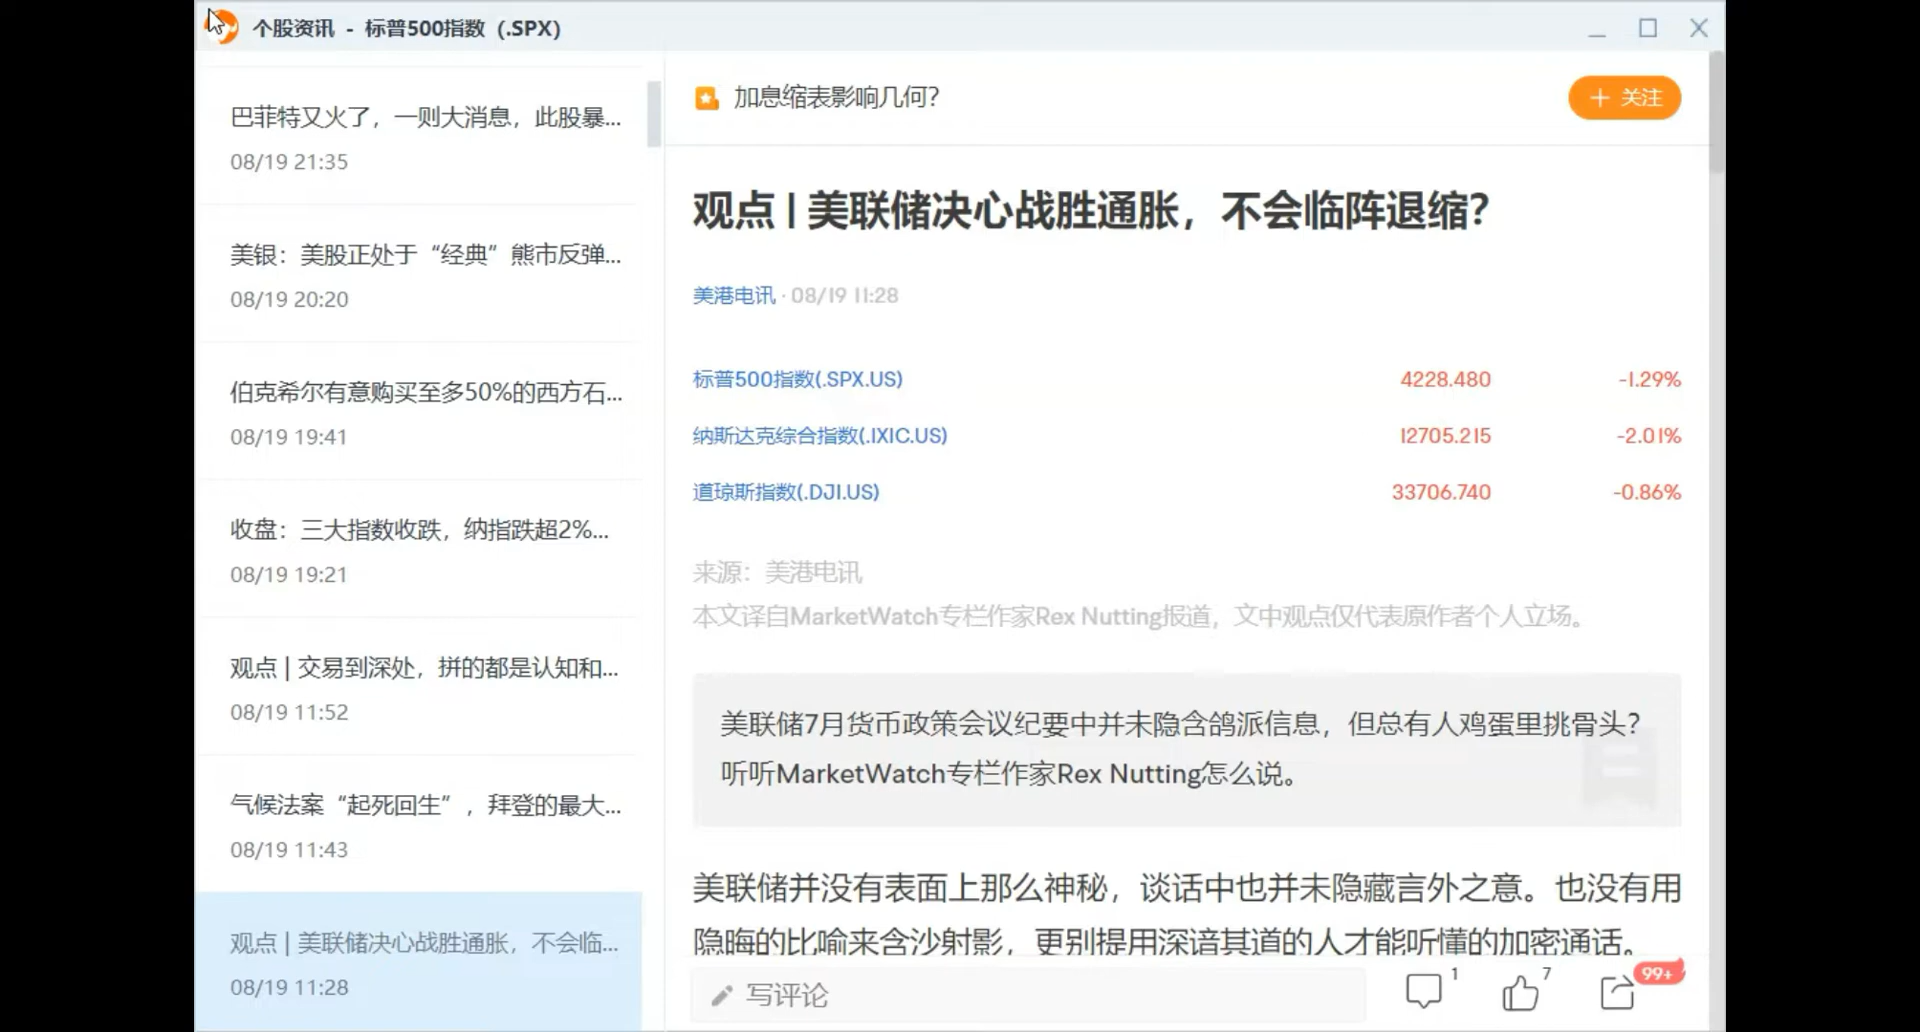 个股资讯 - 标普500指数 (.SPX)
巴菲特又火了，一则大消息，此股暴...
08/19 21:35
美银：美股正处于“经典”熊市反弹...
08/19 20:20
伯克希尔有意购买至多50%的西方石...
08/19 19:41
收盘：三大指数收跌，纳指跌超2%...
08/19 19:21
观点 | 交易到深处，拼的都是认知和...
08/19 11:52
气候法案“起死回生”，拜登的最大...
08/19 11:43
观点 | 美联储决心战胜通胀，不会临...
08/19 11:28
加息缩表影响几何？
+ 关注
观点 | 美联储决心战胜通胀，不会临阵退缩？
美港电讯 · 08/19 11:28
标普500指数(.SPX.US) 4228.480 -1.29%
纳斯达克综合指数(.IXIC.US) 12705.215 -2.01%
道琼斯指数(.DJI.US) 33706.740 -0.86%
来源：美港电讯
本文译自MarketWatch专栏作家Rex Nutting报道，文中观点仅代表原作者个人立场。
美联储7月货币政策会议纪要中并未隐含鸽派信息，但总有人鸡蛋里挑骨头？
听听MarketWatch专栏作家Rex Nutting怎么说。
美联储并没有表面上那么神秘，谈话中也并未隐藏言外之意。也没有用
隐晦的比喻来含沙射影，更别提用深谙其道的人才能听懂的加密通话。
写评论
1
7
99+